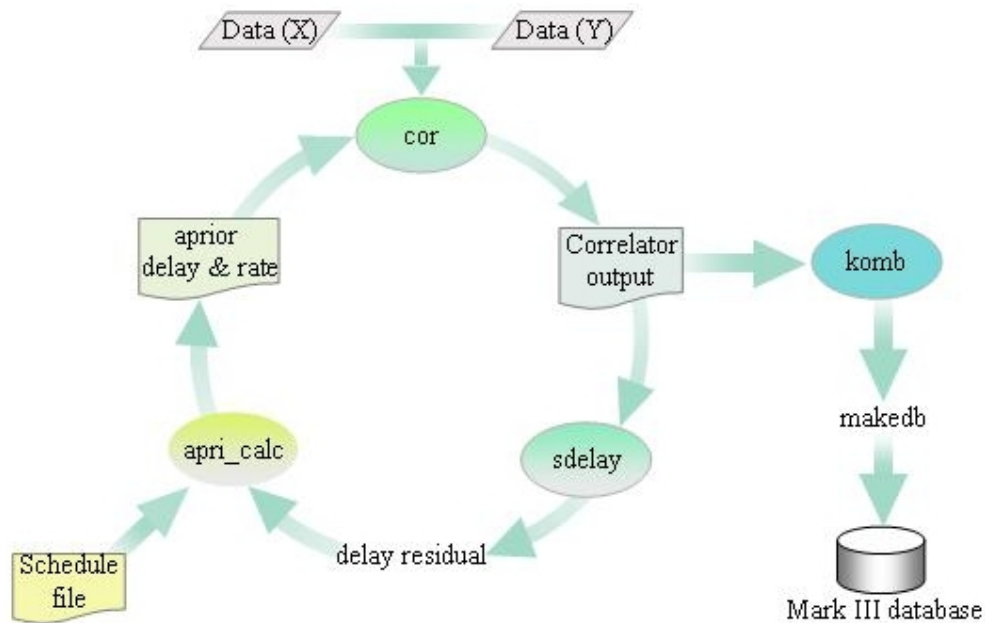 Data (X)
Data (Y)
cor
aprior
delay & rate
Correlator
output
komb
makedb
apri_calc
sdelay
delay residual
Schedule
file
Mark III database